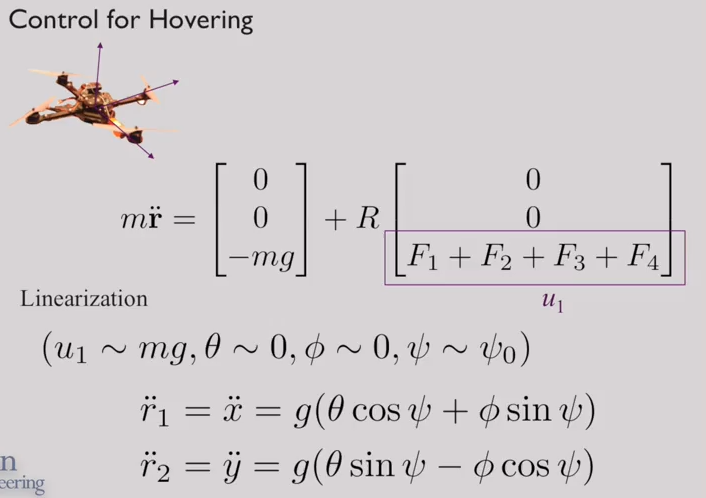 Control for Hovering
m\ddot{\mathbf{r}} = \begin{bmatrix} 0 \\ 0 \\ -mg \end{bmatrix} + R \begin{bmatrix} 0 \\ 0 \\ F_1 + F_2 + F_3 + F_4 \end{bmatrix}
Linearization
u_1
(u_1 \sim mg, \theta \sim 0, \phi \sim 0, \psi \sim \psi_0)
\ddot{r}_1 = \ddot{x} = g(\theta \cos \psi + \phi \sin \psi)
\ddot{r}_2 = \ddot{y} = g(\theta \sin \psi - \phi \cos \psi)
n
eering